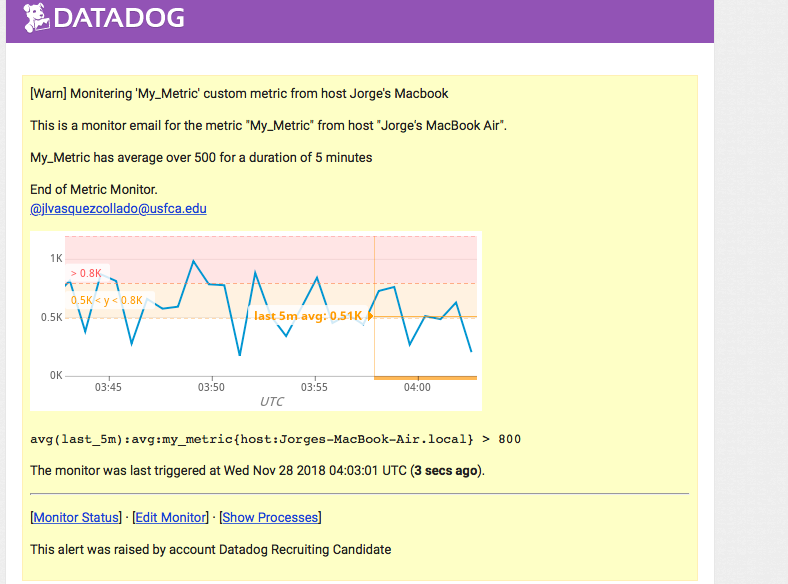 DATADOG
[Warn] Monitering 'My_Metric' custom metric from host Jorge's Macbook
This is a monitor email for the metric "My_Metric" from host "Jorge's MacBook Air".
My_Metric has average over 500 for a duration of 5 minutes
End of Metric Monitor.
@jlvasquezcollado@usfca.edu
1K
> 0.8K
0.5K < y < 0.8K
0.5K
last 5m avg: 0.51K
0K
03:45 03:50 03:55 04:00
UTC
avg(last_5m):avg:my_metric{host:Jorges-MacBook-Air.local} > 800
The monitor was last triggered at Wed Nov 28 2018 04:03:01 UTC (3 secs ago).
[Monitor Status] · [Edit Monitor] · [Show Processes]
This alert was raised by account Datadog Recruiting Candidate